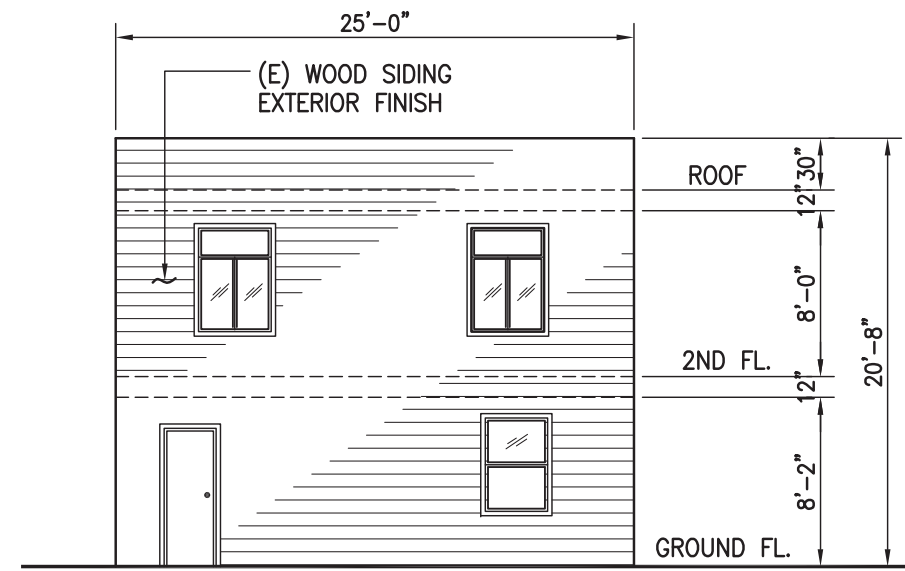 25'-0"
(E) WOOD SIDING
EXTERIOR FINISH
ROOF
30"
12"
8'-0"
20'-8"
2ND FL.
12"
8'-2"
GROUND FL.